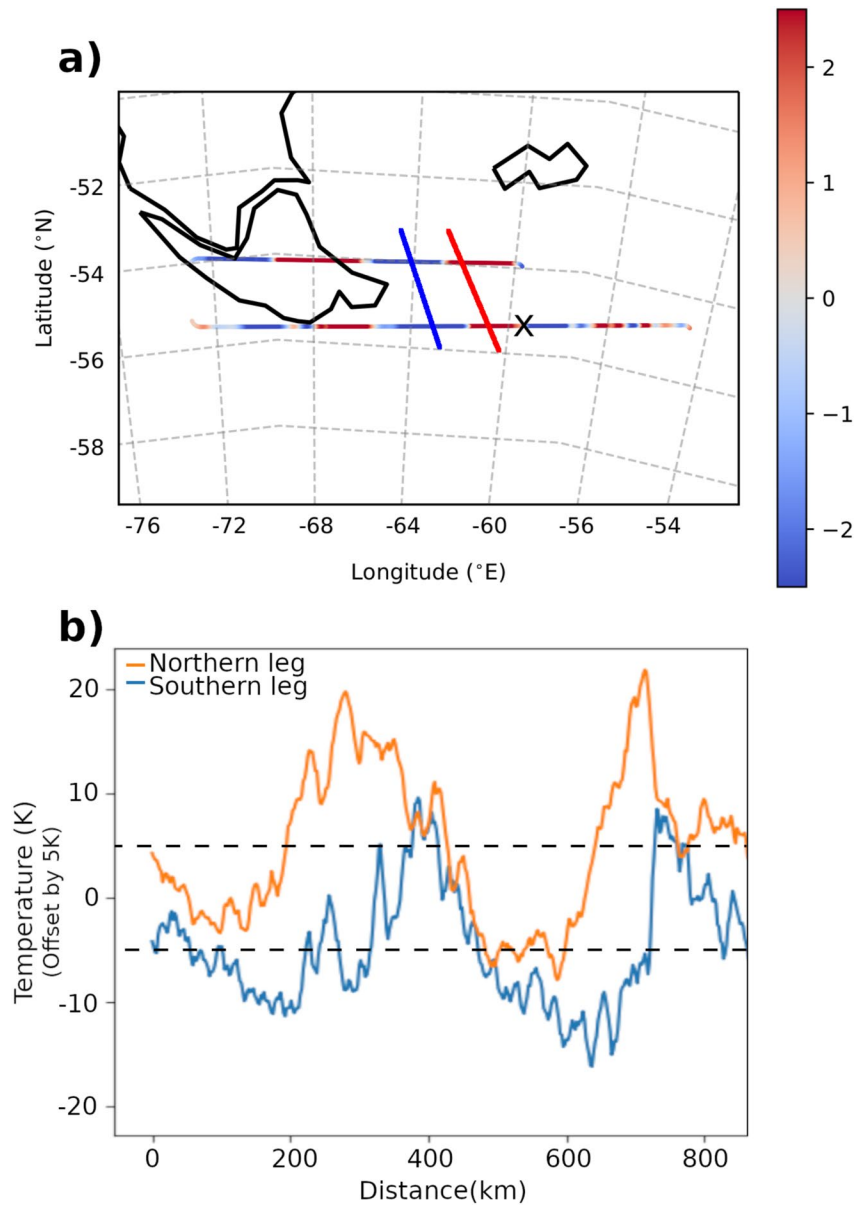 a)
2
1
0
−1
−2
-52
-54
-56
-58
Latitude (°N)
X
-76 -72 -68 -64 -60 -56 -54
Longitude (°E)
b)
Northern leg
Southern leg
20
10
0
-10
-20
Temperature (K)
(Offset by 5K)
0 200 400 600 800
Distance(km)